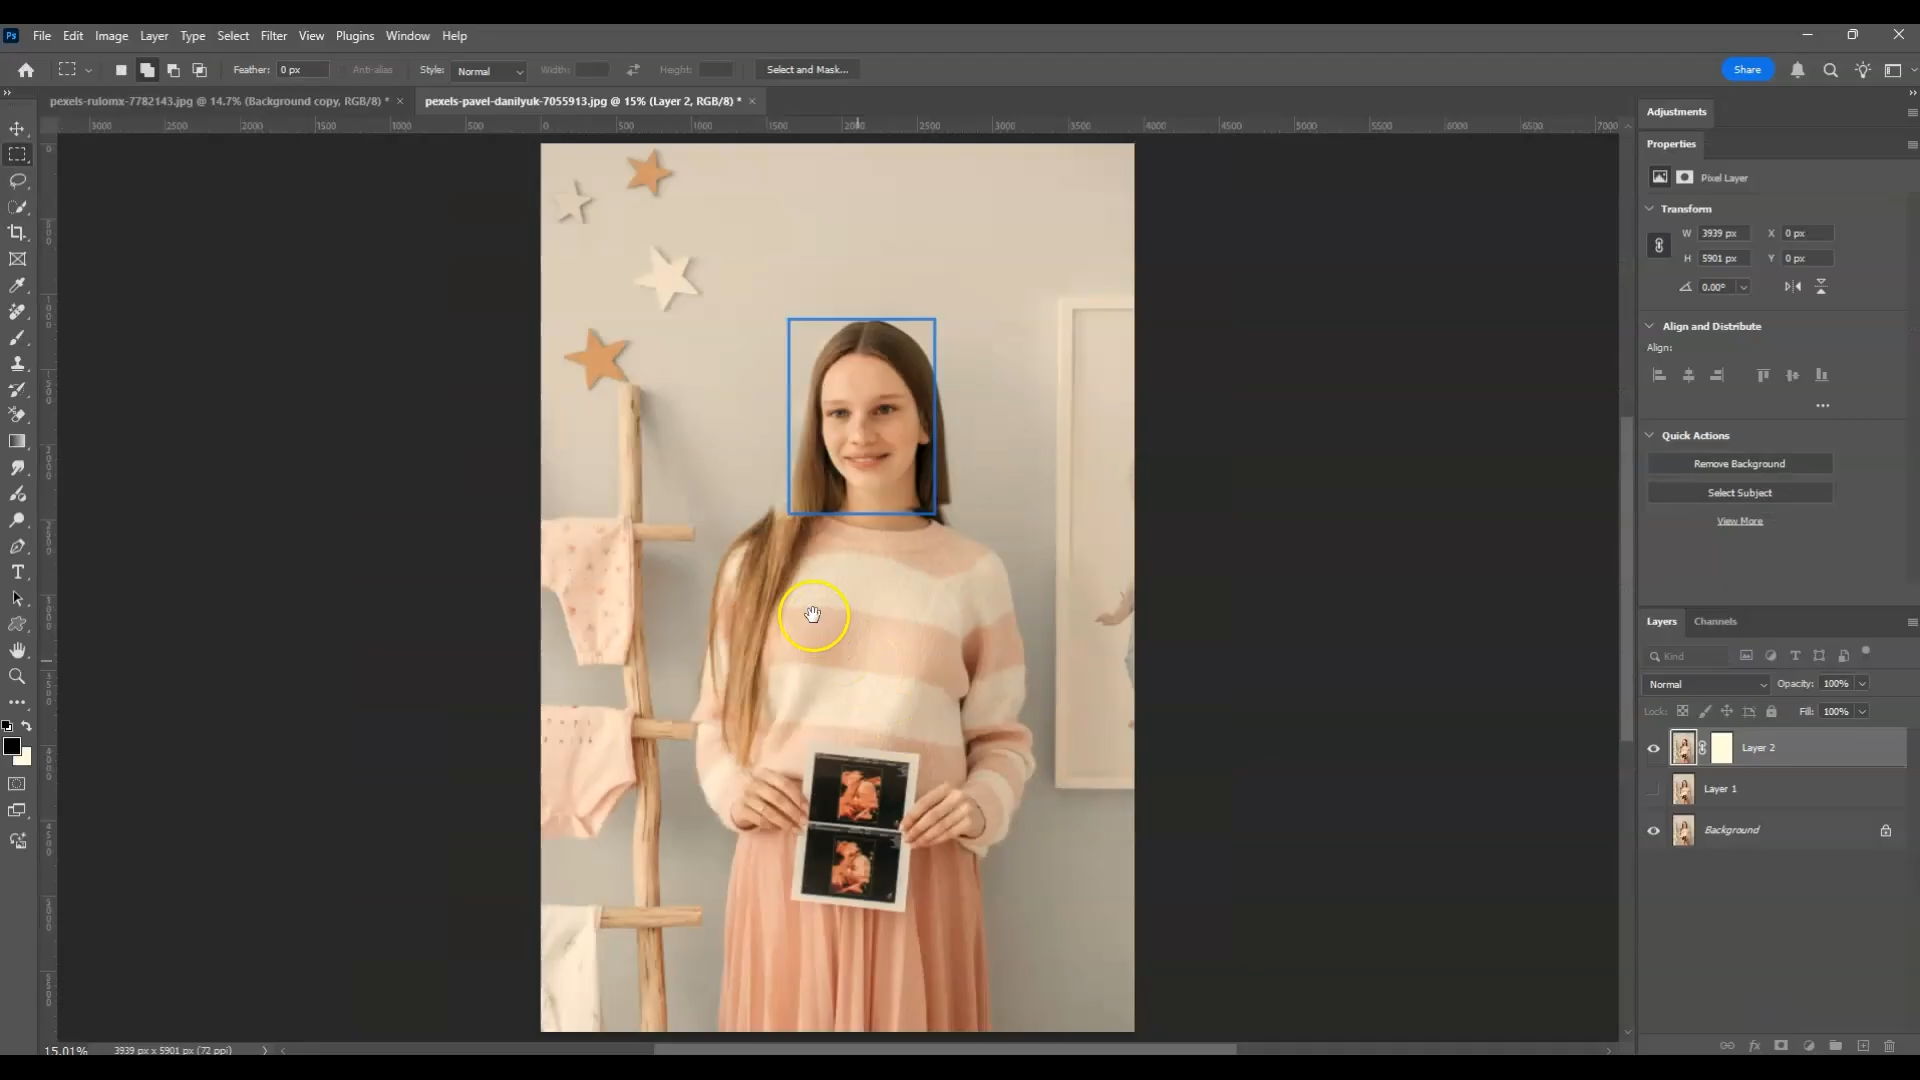 Ps File Edit Image Layer Type Select Filter View Plugins Window Help
Feather: 0 px Anti-alias Style: Normal Width: Height: Select and Mask... Share
pexels-rulomx-7782143.jpg @ 14.7% (Background copy, RGB/8) * × pexels-pavel-danilyuk-7055913.jpg @ 15% (Layer 2, RGB/8) * ×
3000 2500 2000 1500 1000 500 0 500 1000 1500 2000 2500 3000 3500 4000 4500 5000 5500 6000 6500 7000
Adjustments
Properties
Pixel Layer
Transform
W 3939 px X 0 px
H 5901 px Y 0 px
0.00°
Align and Distribute
Align:
Quick Actions
Remove Background
Select Subject
View More
Layers Channels
Kind
Normal Opacity: 100%
Lock: Fill: 100%
Layer 2
Layer 1
Background
15.01% 3939 px x 5901 px (72 ppi)